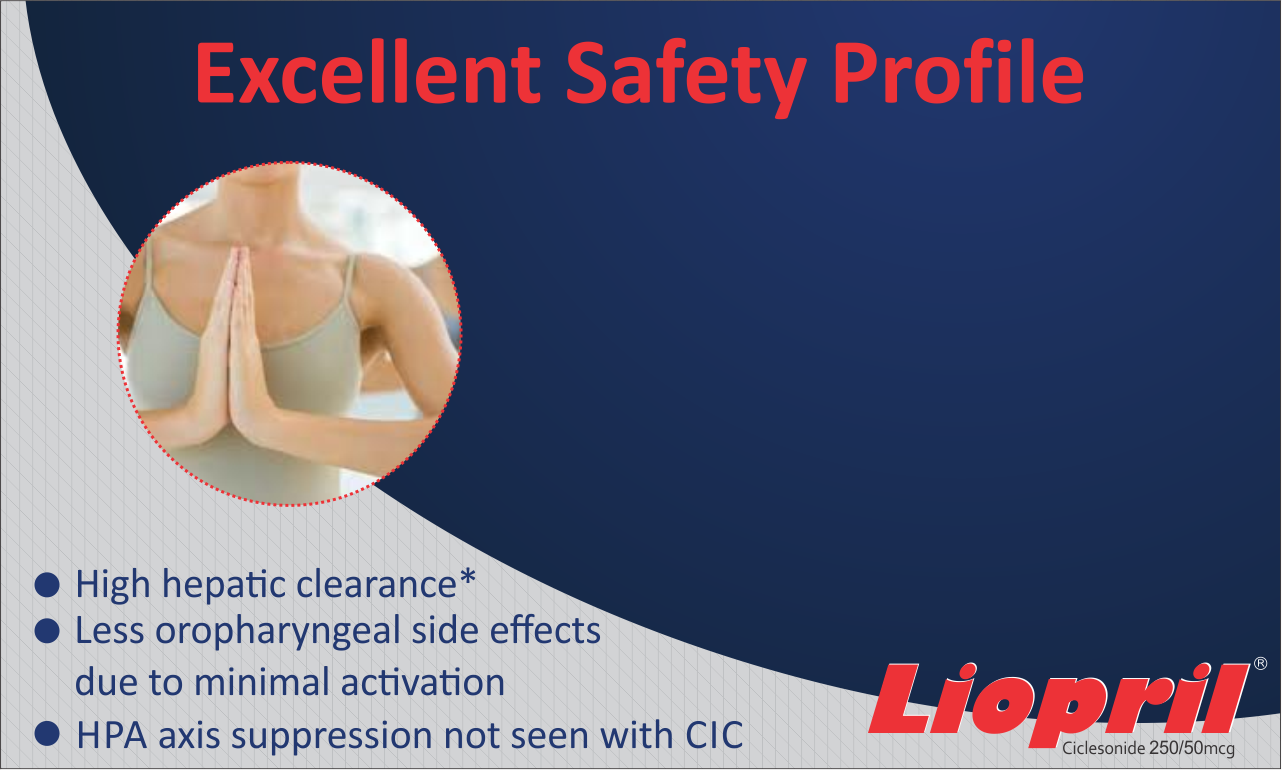 Excellent Safety Profile
● High hepatic clearance*
● Less oropharyngeal side effects
due to minimal activation
● HPA axis suppression not seen with CIC
Liopril®
Ciclesonide 250/50mcg